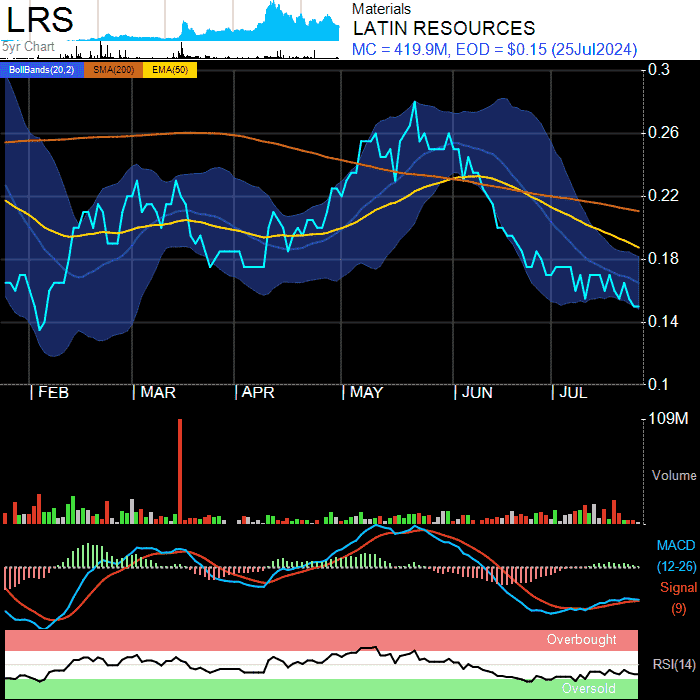 LRS
5yr Chart
Materials
LATIN RESOURCES
MC = 419.9M, EOD = $0.15 (25Jul2024)
BollBands(20,2) SMA(200) EMA(50)
0.3
0.26
0.22
0.18
0.14
0.1
FEB MAR APR MAY JUN JUL
109M
Volume
MACD
(12-26)
Signal
(9)
Overbought
RSI(14)
Oversold